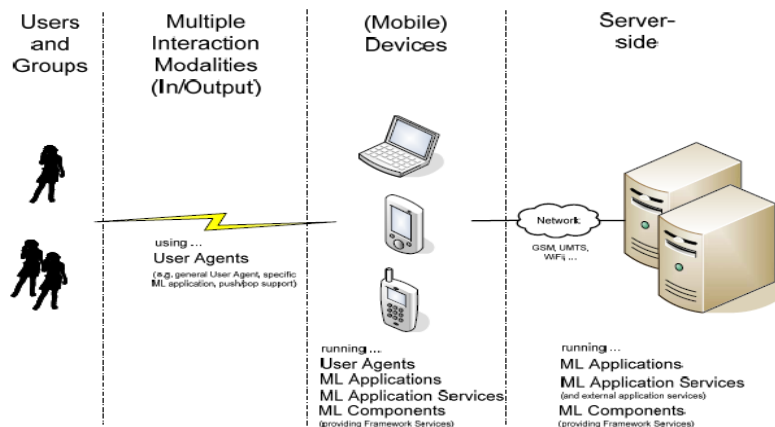 Users
and
Groups
Multiple
Interaction
Modalities
(In/Output)
(Mobile)
Devices
Server-
side
using ...
User Agents
(e.g. general User Agent, specific
ML application, push/pop support)
Network
GSM, UMTS,
WiFi, ...
running ...
User Agents
ML Applications
ML Application Services
ML Components
(providing Framework Services)
running ...
ML Applications
ML Application Services
(and external application services)
ML Components
(providing Framework Services)